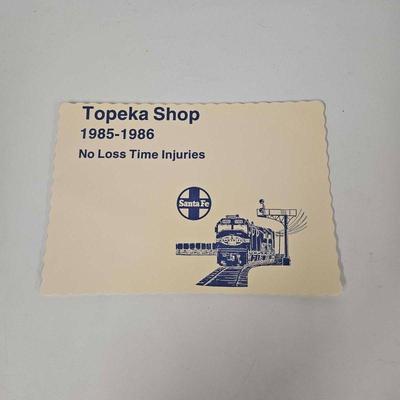 Topeka Shop
1985-1986
No Loss Time Injuries
Santa Fe